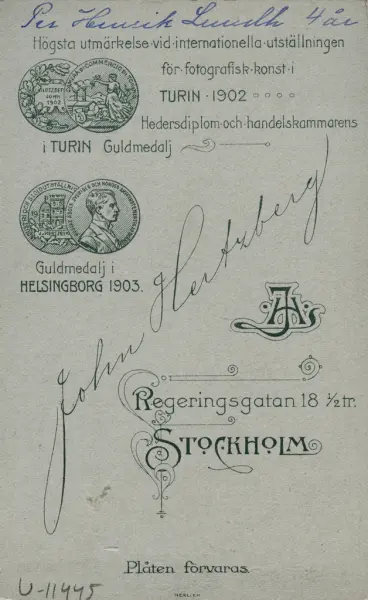 Per Henrik 4 år
Högsta utmärkelse vid internationella utställningen
för fotografisk konst i
TURIN · 1902
Hedersdiplom och handelskammarens
i TURIN Guldmedalj
Guldmedalj i
HELSINGBORG 1903.
John Hertzberg
Regeringsgatan 18 ½ tr.
STOCKHOLM
Plåten förvaras.
U-11445